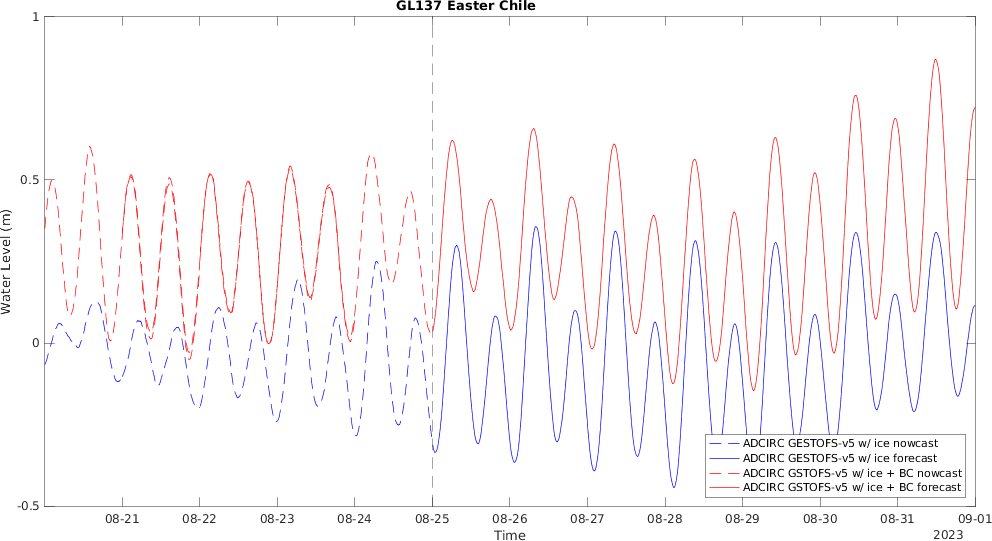 GL137 Easter Chile
1
0.5
0
-0.5
Water Level (m)
ADCIRC GESTOFS-v5 w/ ice nowcast
ADCIRC GESTOFS-v5 w/ ice forecast
ADCIRC GSTOFS-v5 w/ ice + BC nowcast
ADCIRC GSTOFS-v5 w/ ice + BC forecast
08-21 08-22 08-23 08-24 08-25 08-26 08-27 08-28 08-29 08-30 08-31 09-01
Time
2023